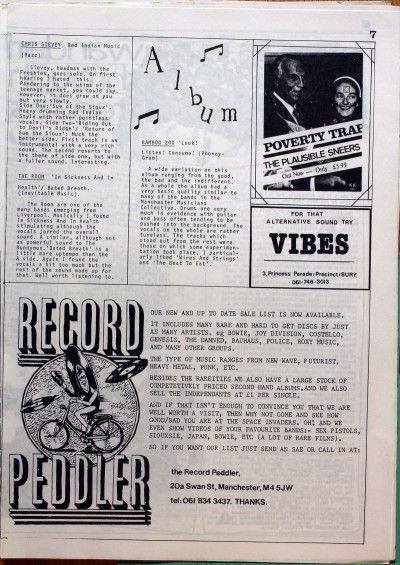 7
CHRIS SIEVEY Red Indian Music
(Razz)
Sievey, headman with the
Freshies, goes solo. On first
hearing I hated this.
Pandering to the whims of the
teenage market, you could say.
However, it does grow on you
but very slowly.
Side One:'Sue of the Sioux'.
Heavy drumming Red Indian
Style with rather pointless
vocals. Side Two-'Riding Out
to Devil's Ridge'/ 'Return of
Sue the Sioux'. Much the
better side. First track is an
instrumental with a very rich
sound. The second resorts to
the theme of side one, but with
a fuller sound. Interesting.
THE ROOM 'In Sickness And In
Health'/ Bated Breath.
(Inevitable Music).
The Room are one of the
many bands emerging from
Liverpool. Musically I found
In Sickness And In Health
stimulating although the
vocals jarred the overall
sound. A similar, although not
as powerful sound to The
Bunnymen. 'Bated Breath' is a
little more uptempo than the
A side. Again I found the
vocals a bit too much but the
rest of the sound made up for
that. Well worth listening to.
Album
BAMBOO ZOO 'Look!
Listen! Consume! (Phoney-
Gram)
A wide variation on this
album ranging from the good,
the bad and the indifferent.
As a whole the album had a
very basic quality similar to
many of the bands in the
Manchester Musicians
Collective. Drums are very
much in eveidence with guitar
and bass often tending to be
pushed into the background. The
vocals on the whole are rather
tuneless. The tracks which
stood out from the rest were
those on which some experimen-
tation took place. I particul-
arly liked 'Wires And Strings'
and 'The Beat To Eat'.
POVERTY TRAP
THE PLAUSIBLE SNEERS
Out Now — Only £5·99
FOR THAT
ALTERNATIVE SOUND TRY
VIBES
3, Princess Parade·Precinct·BURY.
061-746·3013
RECORD
PEDDLER
OUR NEW AND UP TO DATE SALE LIST IS NOW AVAILABLE.
IT INCLUDES MANY RARE AND HARD TO GET DISCS BY JUST
AS MANY ARTISTS. eg BOWIE, JOY DIVISION, COSTELLO,
GENESIS, THE DAMNED, BAUHAUS, POLICE, ROXY MUSIC,
AND MANY OTHER GROUPS.
THE TYPE OF MUSIC RANGES FROM NEW WAVE, FUTURIST,
HEAVY METAL, PUNK, ETC.
BESIDES THE RARETIES WE ALSO HAVE A LARGE STOCK OF
COMPETITIVELY PRICED SECOND HAND ALBUMS,AND WE ALSO
SELL THE INDEPENDANTS AT £1 PER SINGLE.
AND IF THAT ISN'T ENOUGH TO CONVINCE YOU THAT WE ARE
WELL WORTH A VISIT, THEN WHY NOT COME AND SEE HOW
GOOD/BAD YOU ARE AT THE SPACE INVADERS. OH! AND WE
EVEN SHOW VIDEOS OF YOUR FAVOURITE BANDS:- SEX PISTOLS,
SIOUXSIE, JAPAN, BOWIE, ETC (A LOT OF RARE FILMS).
SO IF YOU WANT OUR LIST JUST SEND AN SAE OR CALL IN AT:
the Record Peddler,
20a Swan St, Manchester, M4 5JW
tel: 061 834 3437. THANKS.